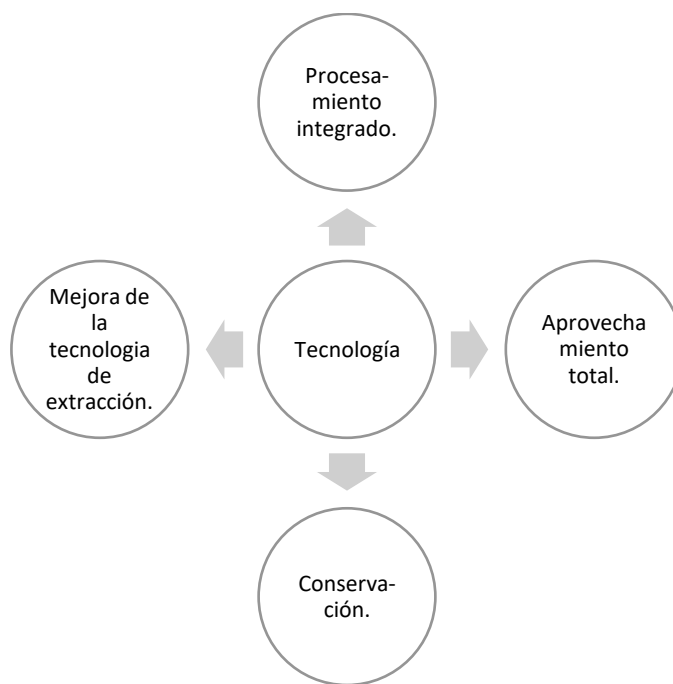 Procesa-
miento
integrado.
Mejora de
la
tecnologia
de
extracción.
Tecnología
Aprovecha
miento
total.
Conserva-
ción.